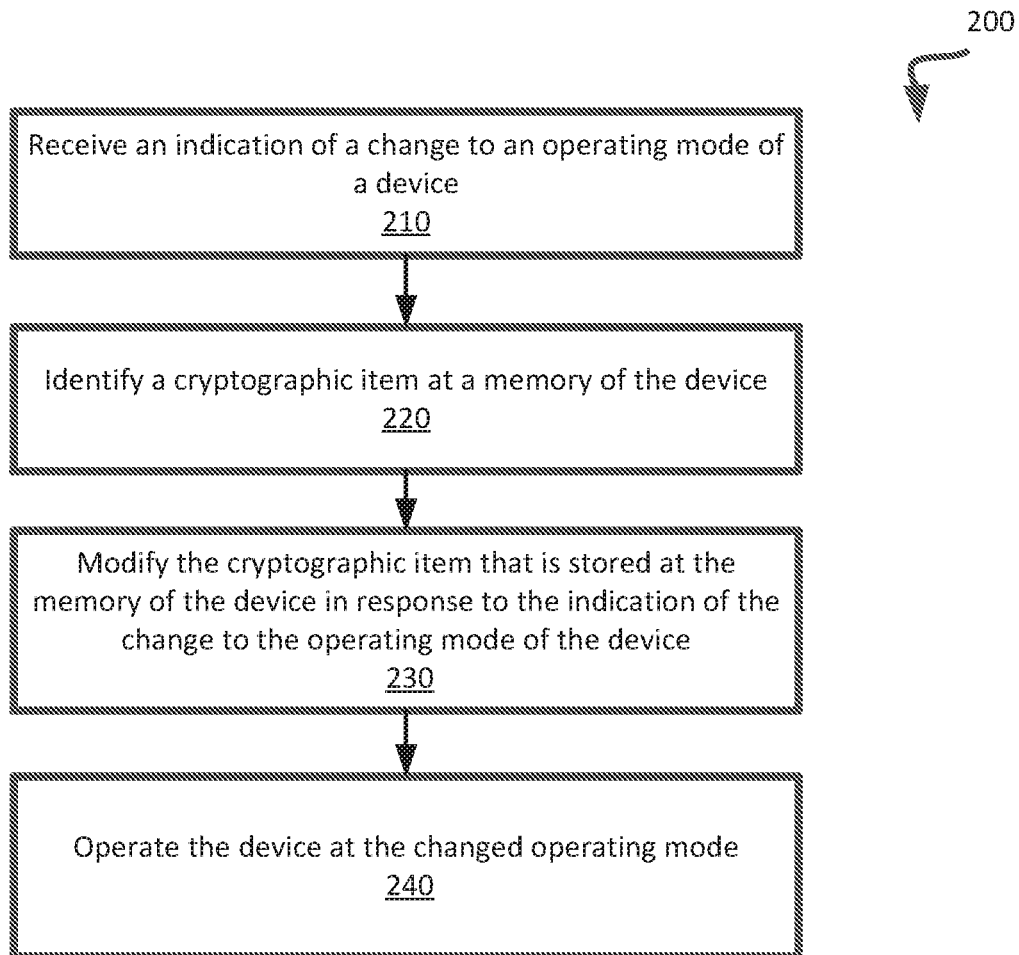 200
Receive an indication of a change to an operating mode of
a device
210
Identify a cryptographic item at a memory of the device
220
Modify the cryptographic item that is stored at the
memory of the device in response to the indication of the
change to the operating mode of the device
230
Operate the device at the changed operating mode
240